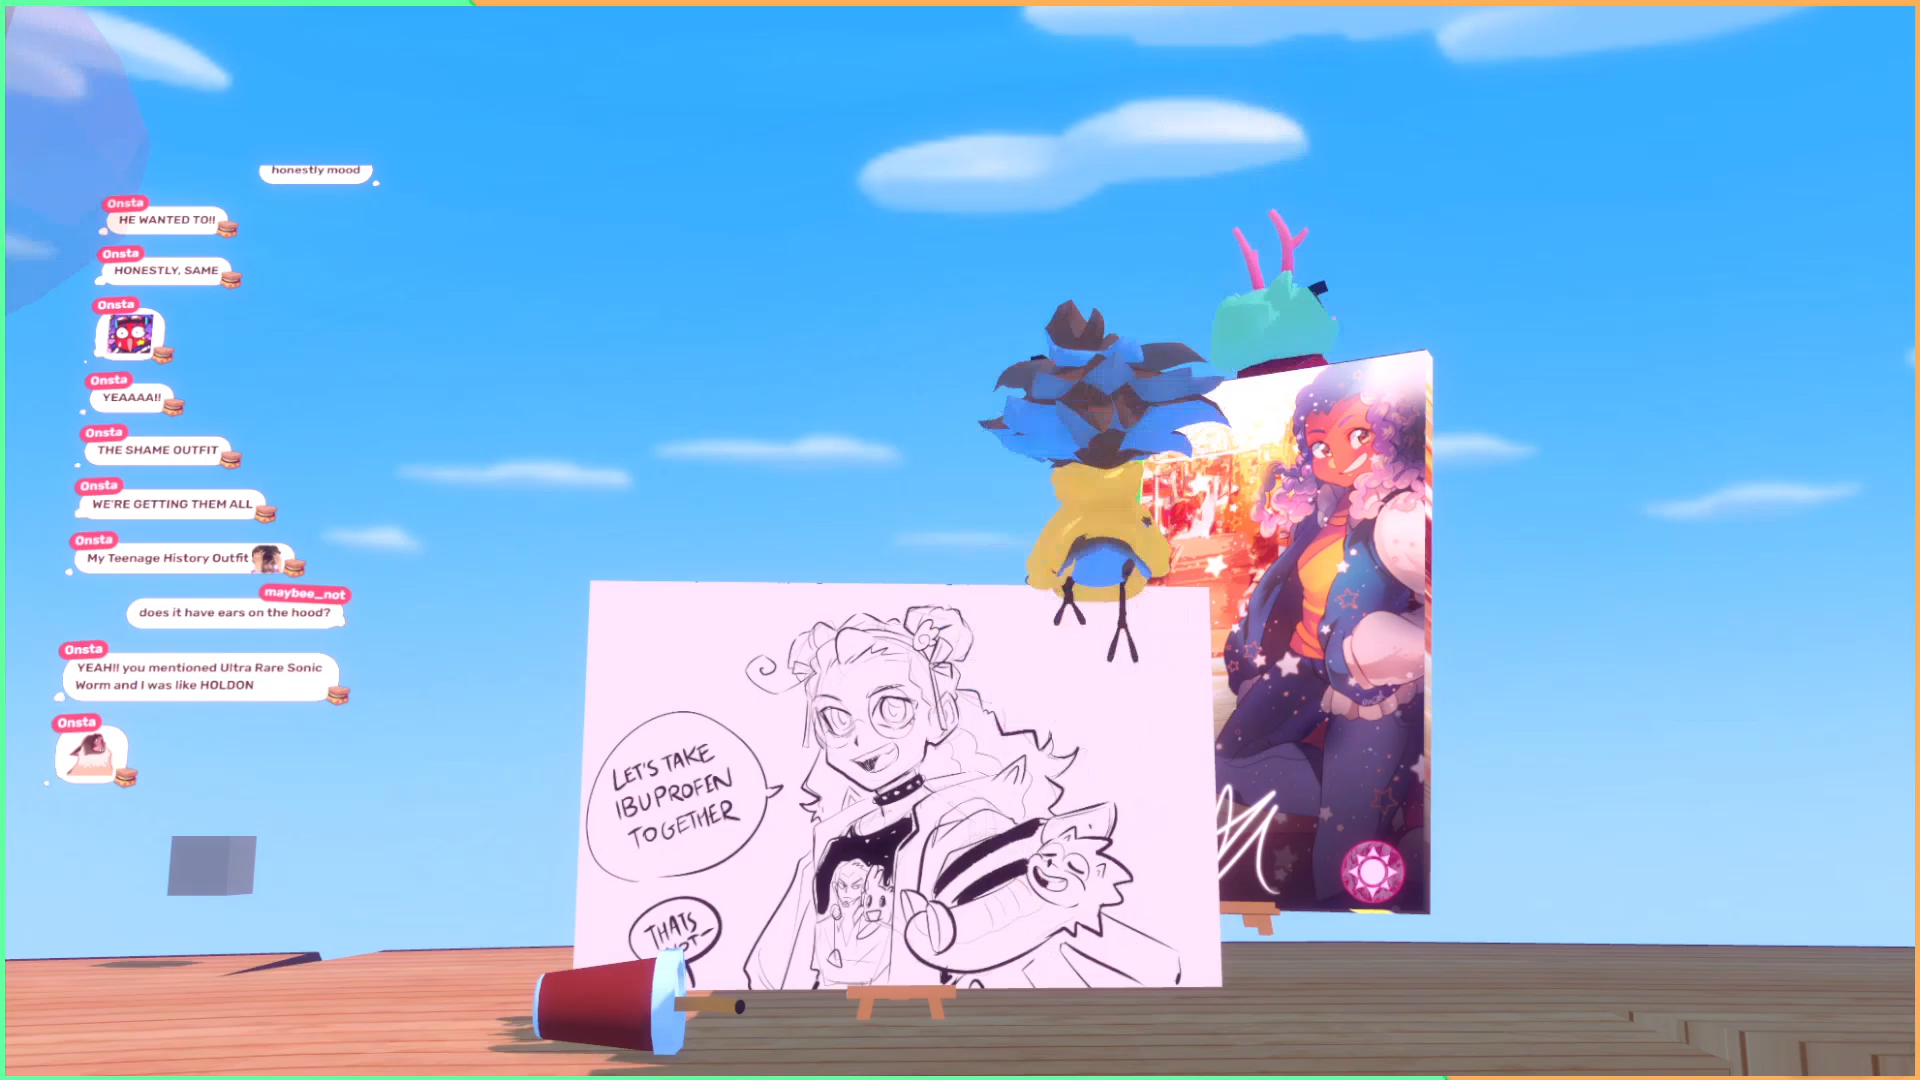 honestly mood
Onsta
HE WANTED TO!!
Onsta
HONESTLY, SAME
Onsta
Onsta
YEAAAA!!
Onsta
THE SHAME OUTFIT
Onsta
WE'RE GETTING THEM ALL
Onsta
My Teenage History Outfit
maybee_not
does it have ears on the hood?
Onsta
YEAH!! you mentioned Ultra Rare Sonic
Worm and I was like HOLDON
Onsta
LET'S TAKE
IBUPROFEN
TOGETHER
THATS